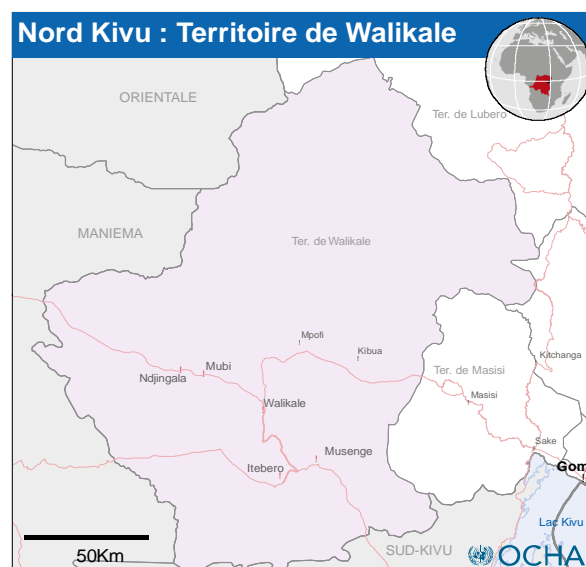 Nord Kivu : Territoire de Walikale
ORIENTALE
Ter. de Lubero
MANIEMA
Ter. de Walikale
Mpofi
Kibua
Kitchanga
Mubi
Ndjingala
Ter. de Masisi
Masisi
Walikale
Sake
Musenge
Itebero
Gom
Lac Kivu
50Km
SUD-KIVU
OCHA